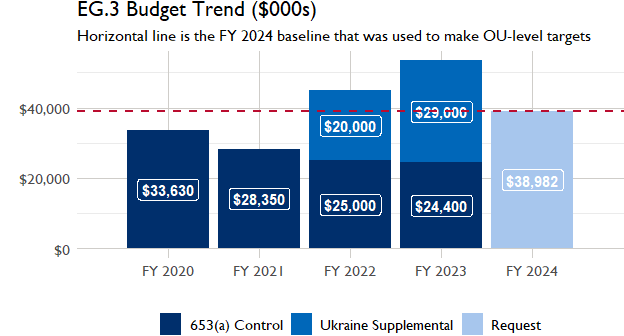 EG.3 Budget Trend ($000s)
Horizontal line is the FY 2024 baseline that was used to make OU-level targets
$40,000
$20,000
$0
$33,630
$28,350
$20,000
$25,000
$29,000
$24,400
$38,982
FY 2020 FY 2021 FY 2022 FY 2023 FY 2024
653(a) Control Ukraine Supplemental Request